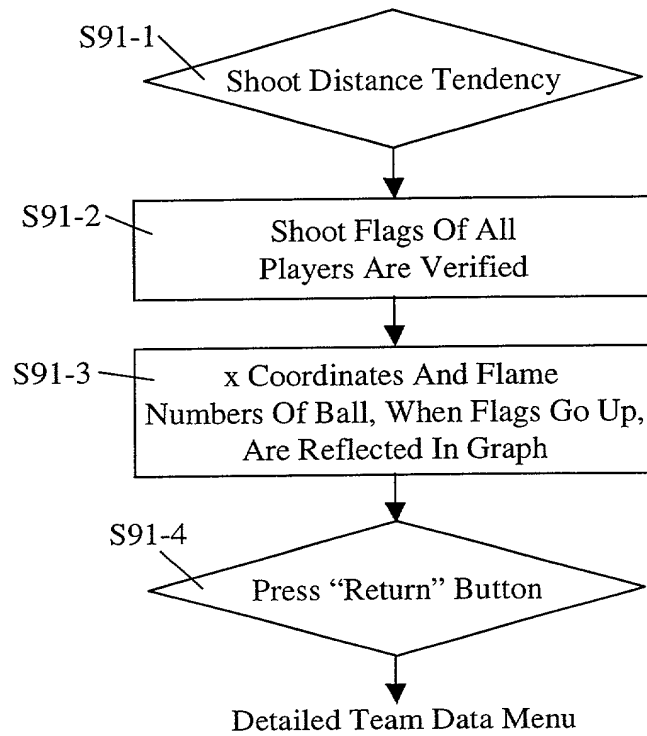 S91-1
Shoot Distance Tendency
S91-2
Shoot Flags Of All
Players Are Verified
S91-3
x Coordinates And Flame
Numbers Of Ball, When Flags Go Up,
Are Reflected In Graph
S91-4
Press “Return” Button
Detailed Team Data Menu